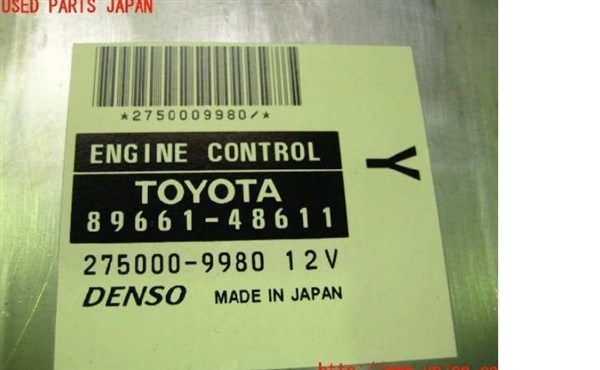 USED PARTS JAPAN
*2750009980/*
ENGINE CONTROL
TOYOTA
89661-48611
Y
275000-9980 12V
DENSO MADE IN JAPAN